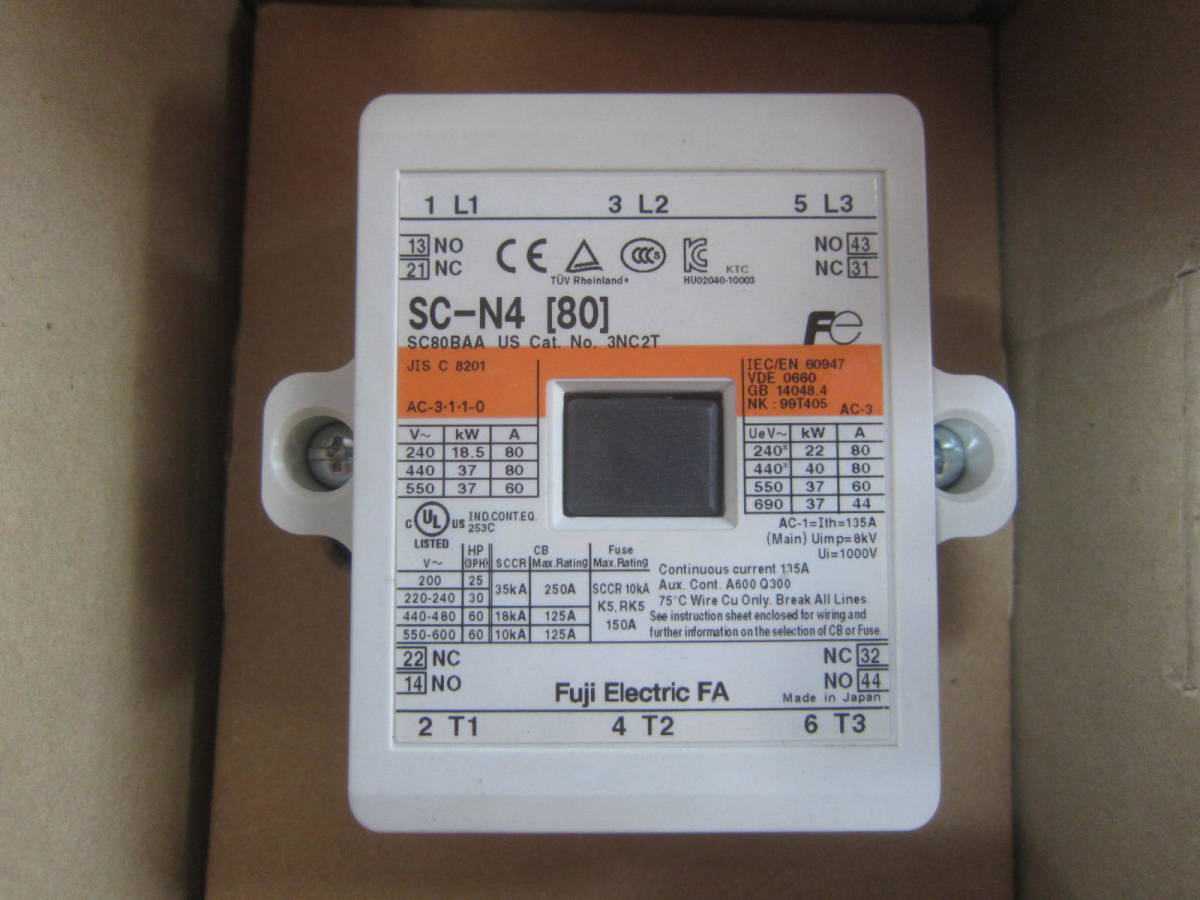 1 L1 3 L2 5 L3
13 NO NO 43
21 NC NC 31
CE CCC S KC
TÜV Rheinland KTC
HU02040-10003
SC-N4 [80] Fe
SC80BAA US Cat. No. 3NC2T
JIS C 8201
AC-3·1·1-0
IEC/EN 60947
VDE 0660
GB 14048.4
NK : 99T405 AC-3
V~ kW A
240 18.5 80
440 37 80
550 37 60
Ue V~ kW A
240* 22 80
440* 40 80
550 37 60
690 37 44
C UL US IND.CONT.EQ.
253C
LISTED
AC-1=Ith=135A
(Main) Uimp=8kV
Ui=1000V
V~ HP (3PH) SCCR CB Max.Rating Fuse Max.Rating
200 25 35kA 250A SCCR 10kA
220-240 30 K5, RK5
440-480 60 18kA 125A 150A
550-600 60 10kA 125A
Continuous current 135A
Aux. Cont. A600 Q300
75°C Wire Cu Only. Break All Lines.
See instruction sheet enclosed for wiring and
further information on the selection of CB or Fuse.
22 NC NC 32
14 NO NO 44
Fuji Electric FA Made in Japan
2 T1 4 T2 6 T3